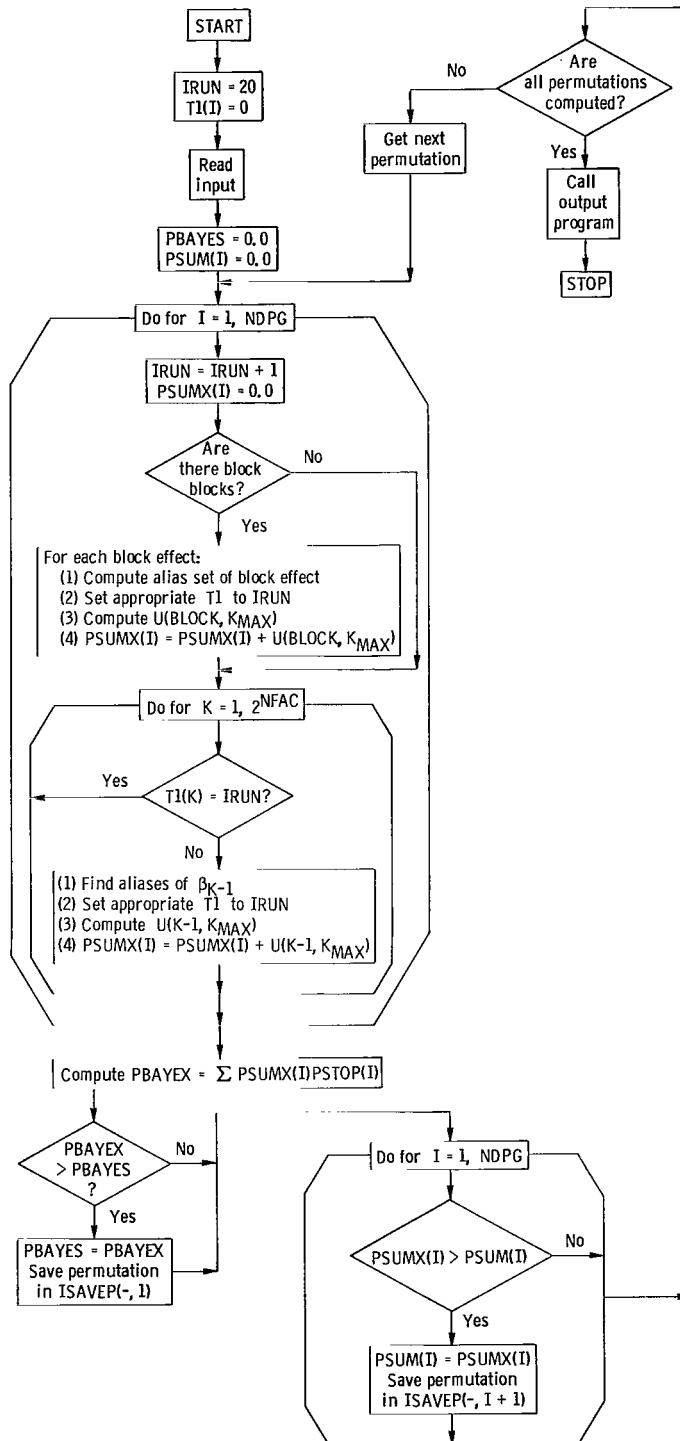 START
IRUN = 20
T1(I) = 0
Read
input
PBAYES = 0.0
PSUM(I) = 0.0
Are
all permutations
computed?
No
Yes
Get next
permutation
Call
output
program
STOP
Do for I = 1, NDPG
IRUN = IRUN + 1
PSUMX(I) = 0.0
Are
there block
blocks?
No
Yes
For each block effect:
(1) Compute alias set of block effect
(2) Set appropriate T1 to IRUN
(3) Compute U(BLOCK, KMAX)
(4) PSUMX(I) = PSUMX(I) + U(BLOCK, KMAX)
Do for K = 1, 2^NFAC
Yes
T1(K) = IRUN?
No
(1) Find aliases of βK-1
(2) Set appropriate T1 to IRUN
(3) Compute U(K-1, KMAX)
(4) PSUMX(I) = PSUMX(I) + U(K-1, KMAX)
Compute PBAYEX = Σ PSUMX(I)PSTOP(I)
PBAYEX
> PBAYES
?
No
Yes
PBAYES = PBAYEX
Save permutation
in ISAVEP(-, 1)
Do for I = 1, NDPG
PSUMX(I) > PSUM(I)
No
Yes
PSUM(I) = PSUMX(I)
Save permutation
in ISAVEP(-, I + 1)